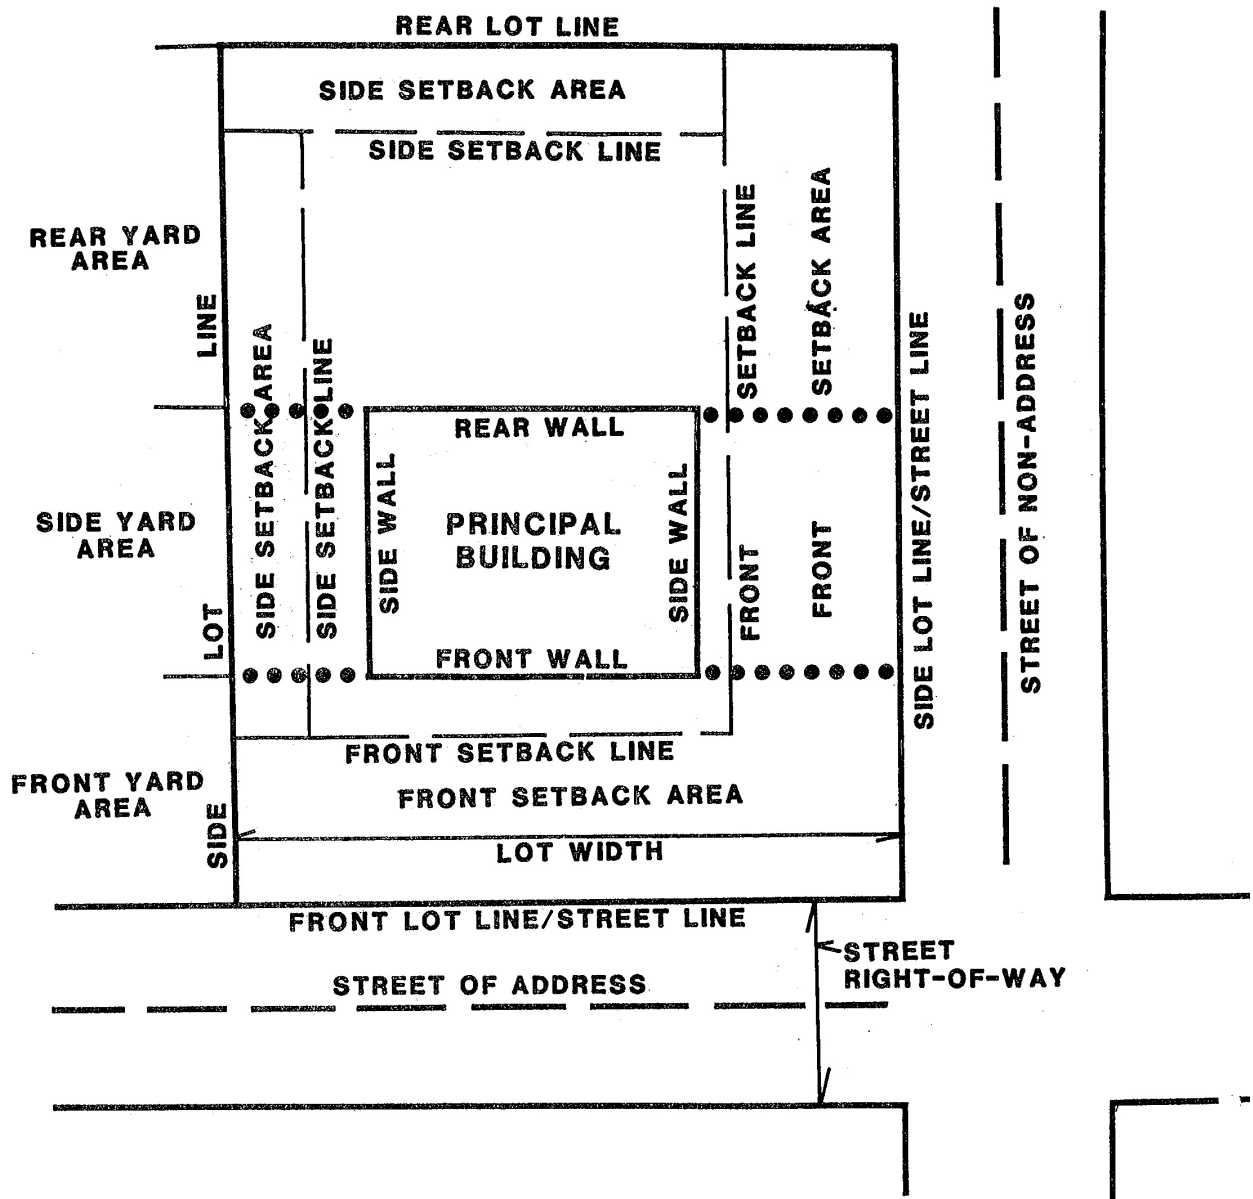 REAR LOT LINE
SIDE SETBACK AREA
SIDE SETBACK LINE
REAR YARD
AREA
SIDE LOT LINE
SIDE SETBACK AREA
SIDE SETBACK LINE
FRONT SETBACK LINE
FRONT SETBACK AREA
SIDE LOT LINE/STREET LINE
STREET OF NON-ADDRESS
REAR WALL
SIDE WALL
PRINCIPAL
BUILDING
SIDE WALL
FRONT WALL
SIDE YARD
AREA
FRONT SETBACK LINE
FRONT YARD
AREA
FRONT SETBACK AREA
LOT WIDTH
FRONT LOT LINE/STREET LINE
STREET
RIGHT-OF-WAY
STREET OF ADDRESS